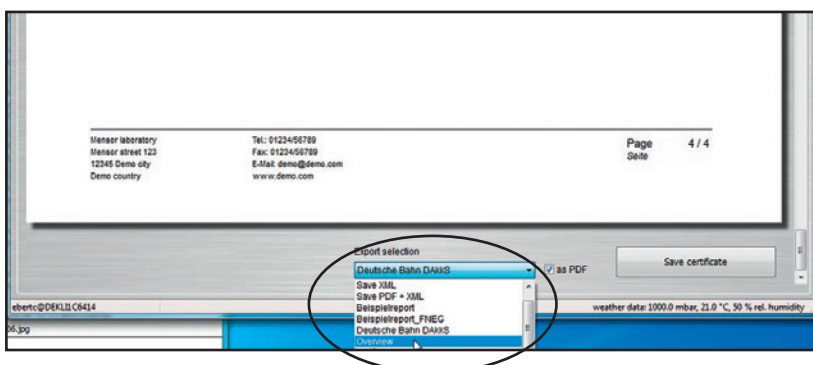 Mensor laboratory
Mensor street 123
12345 Demo city
Demo country
Tel.: 01234/56789
Fax: 01234/56789
E-Mail: demo@demo.com
www.demo.com
Page 4 / 4
Seite
Export selection
Deutsche Bahn DAkkS
as PDF
Save certificate
Save XML
Save PDF + XML
Beispielreport
Beispielreport_FNEG
Deutsche Bahn DAkkS
Overview
ebertc@DEKLI1C6414
weather data: 1000.0 mbar, 21.0 °C, 50 % rel. humidity
06.jpg